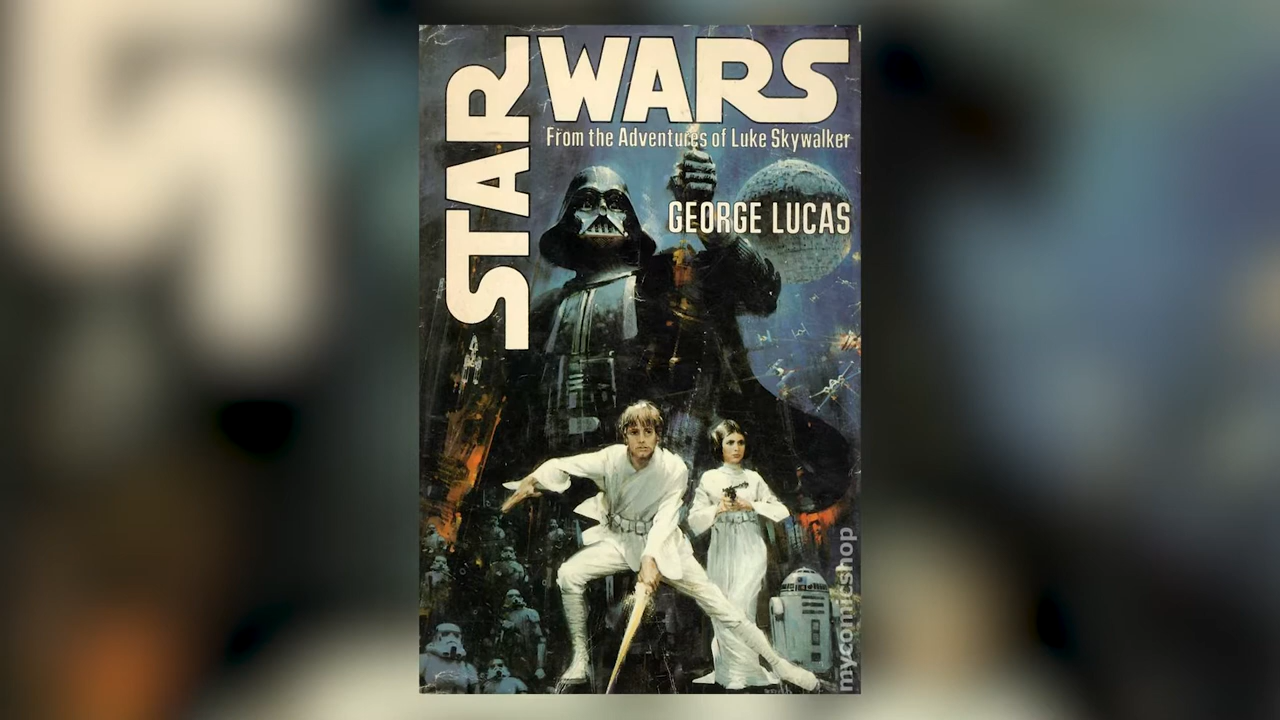 STAR WARS
From the Adventures of Luke Skywalker
GEORGE LUCAS
mycomicshop